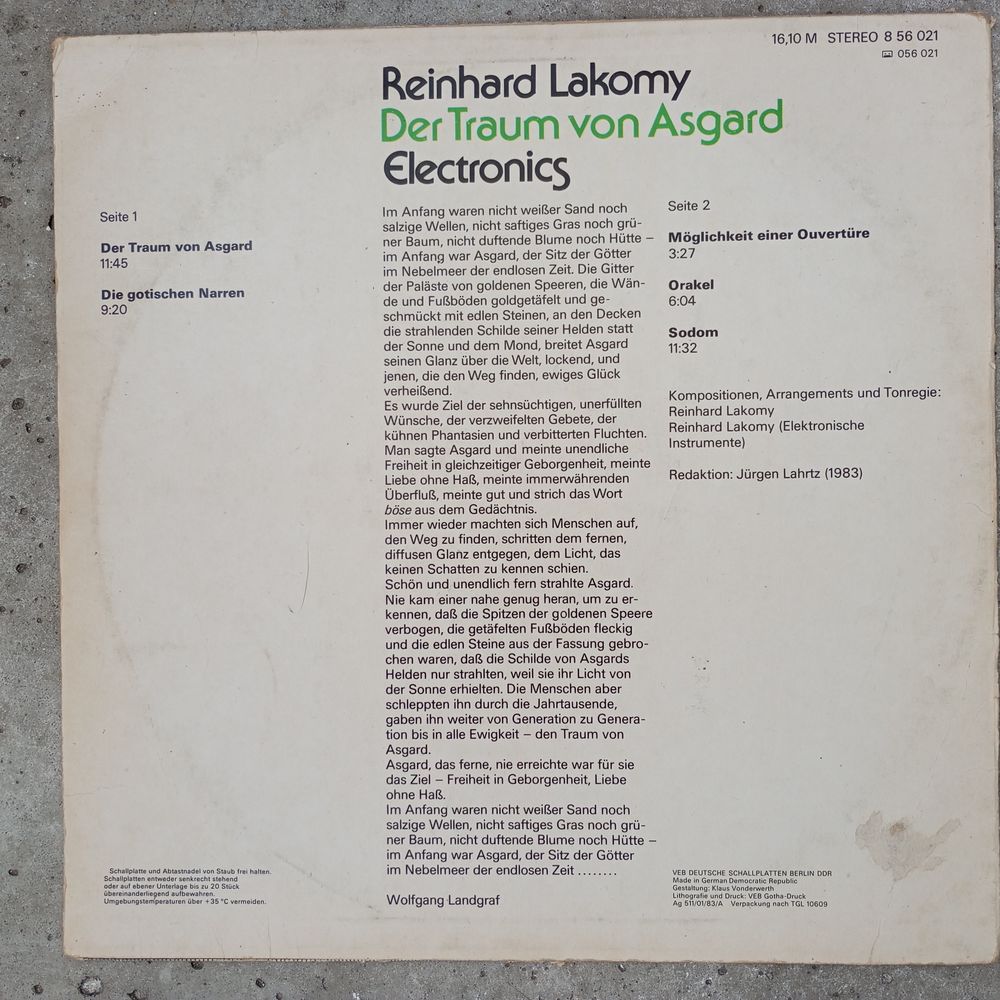 16,10 M STEREO 8 56 021
056 021
Reinhard Lakomy
Der Traum von Asgard
Electronics
Seite 1
Der Traum von Asgard
11:45
Die gotischen Narren
9:20
Im Anfang waren nicht weißer Sand noch
salzige Wellen, nicht saftiges Gras noch grü-
ner Baum, nicht duftende Blume noch Hütte –
im Anfang war Asgard, der Sitz der Götter
im Nebelmeer der endlosen Zeit. Die Gitter
der Paläste von goldenen Speeren, die Wän-
de und Fußböden goldgetäfelt und ge-
schmückt mit edlen Steinen, an den Decken
die strahlenden Schilde seiner Helden statt
der Sonne und dem Mond, breitet Asgard
seinen Glanz über die Welt, lockend, und
jenen, die den Weg finden, ewiges Glück
verheißend.
Es wurde Ziel der sehnsüchtigen, unerfüllten
Wünsche, der verzweifelten Gebete, der
kühnen Phantasien und verbitterten Fluchten.
Man sagte Asgard und meinte unendliche
Freiheit in gleichzeitiger Geborgenheit, meinte
Liebe ohne Haß, meinte immerwährenden
Überfluß, meinte gut und strich das Wort
böse aus dem Gedächtnis.
Immer wieder machten sich Menschen auf,
den Weg zu finden, schritten dem fernen,
diffusen Glanz entgegen, dem Licht, das
keinen Schatten zu kennen schien.
Schön und unendlich fern strahlte Asgard.
Nie kam einer nahe genug heran, um zu er-
kennen, daß die Spitzen der goldenen Speere
verbogen, die getäfelten Fußböden fleckig
und die edlen Steine aus der Fassung gebro-
chen waren, daß die Schilde von Asgards
Helden nur strahlten, weil sie ihr Licht von
der Sonne erhielten. Die Menschen aber
schleppten ihn durch die Jahrtausende,
gaben ihn weiter von Generation zu Genera-
tion bis in alle Ewigkeit – den Traum von
Asgard.
Asgard, das ferne, nie erreichte war für sie
das Ziel – Freiheit in Geborgenheit, Liebe
ohne Haß.
Im Anfang waren nicht weißer Sand noch
salzige Wellen, nicht saftiges Gras noch grü-
ner Baum, nicht duftende Blume noch Hütte –
im Anfang war Asgard, der Sitz der Götter
im Nebelmeer der endlosen Zeit ........
Wolfgang Landgraf
Seite 2
Möglichkeit einer Ouvertüre
3:27
Orakel
6:04
Sodom
11:32
Kompositionen, Arrangements und Tonregie:
Reinhard Lakomy
Reinhard Lakomy (Elektronische
Instrumente)
Redaktion: Jürgen Lahrtz (1983)
Schallplatte und Abtastnadel von Staub frei halten.
Schallplatten entweder senkrecht stehend
oder auf ebener Unterlage bis zu 20 Stück
übereinanderliegend aufbewahren.
Umgebungstemperaturen über +35 °C vermeiden.
VEB DEUTSCHE SCHALLPLATTEN BERLIN DDR
Made in German Democratic Republic
Gestaltung: Klaus Vonderwerth
Lithografie und Druck: VEB Gotha-Druck
Ag 511/01/83/A Verpackung nach TGL 10609